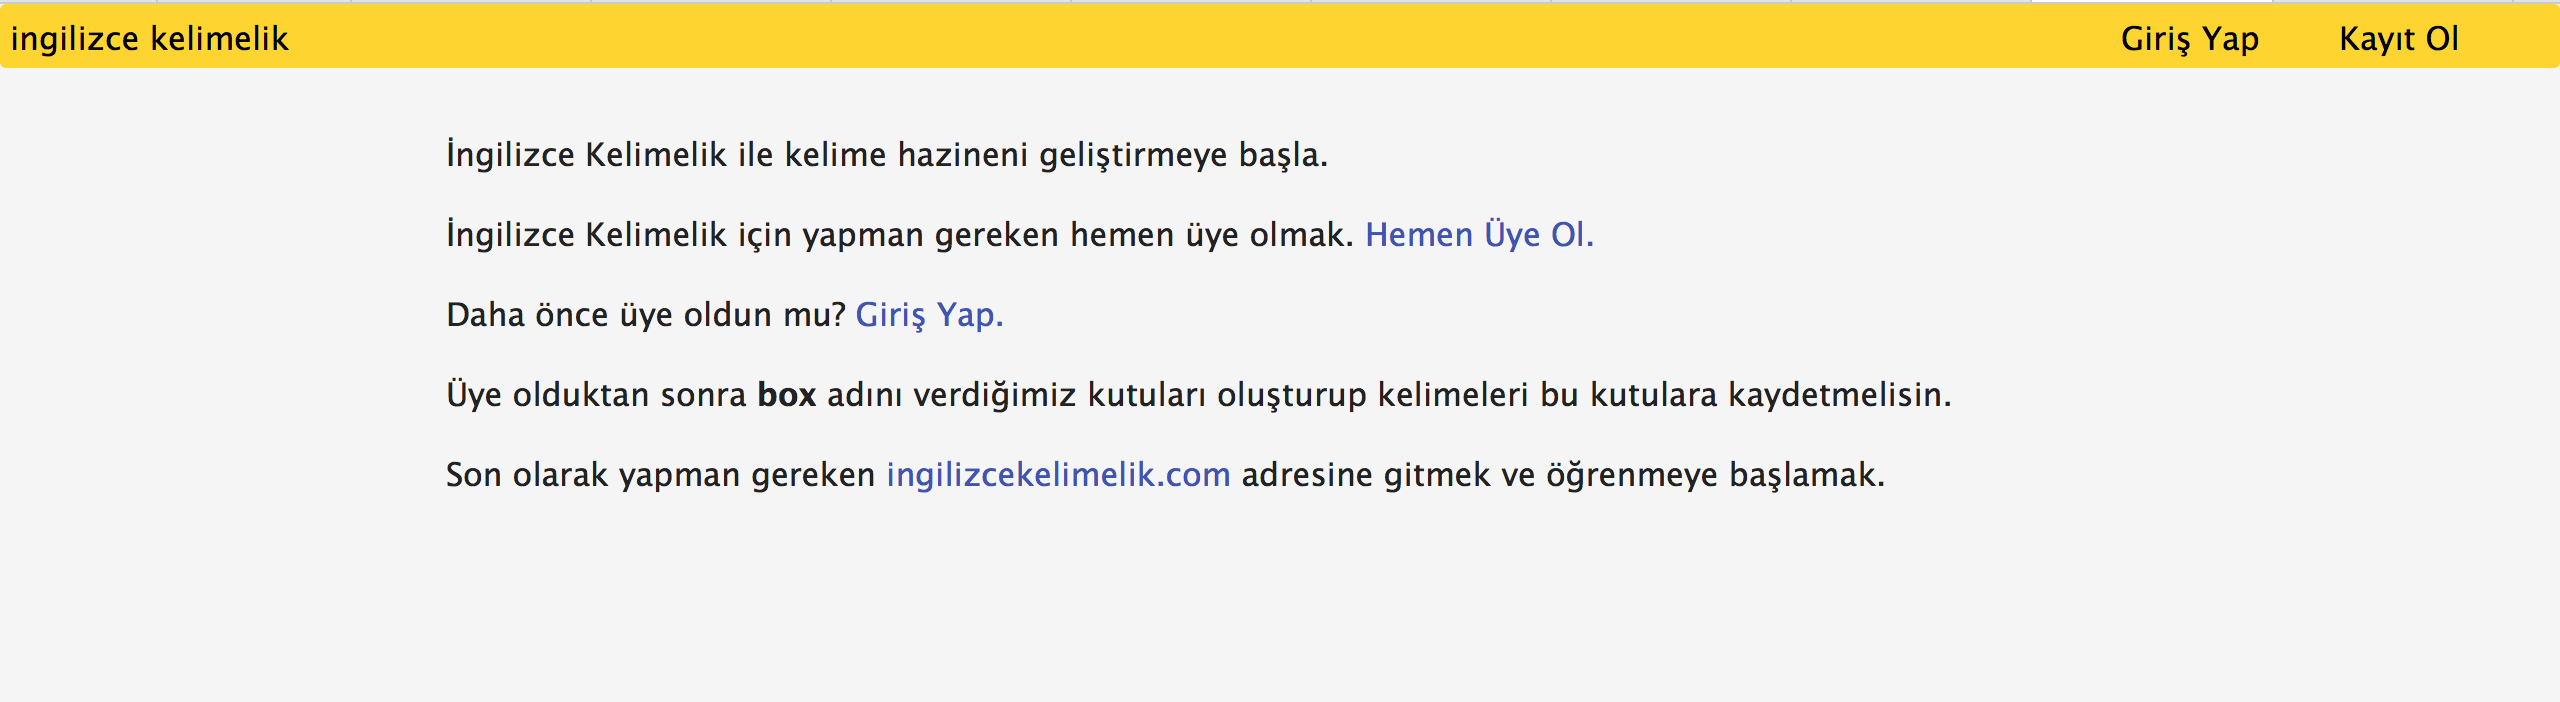 ingilizce kelimelik Giriş Yap Kayıt Ol
İngilizce Kelimelik ile kelime hazineni geliştirmeye başla.
İngilizce Kelimelik için yapman gereken hemen üye olmak. Hemen Üye Ol.
Daha önce üye oldun mu? Giriş Yap.
Üye olduktan sonra box adını verdiğimiz kutuları oluşturup kelimeleri bu kutulara kaydetmelisin.
Son olarak yapman gereken ingilizcekelimelik.com adresine gitmek ve öğrenmeye başlamak.